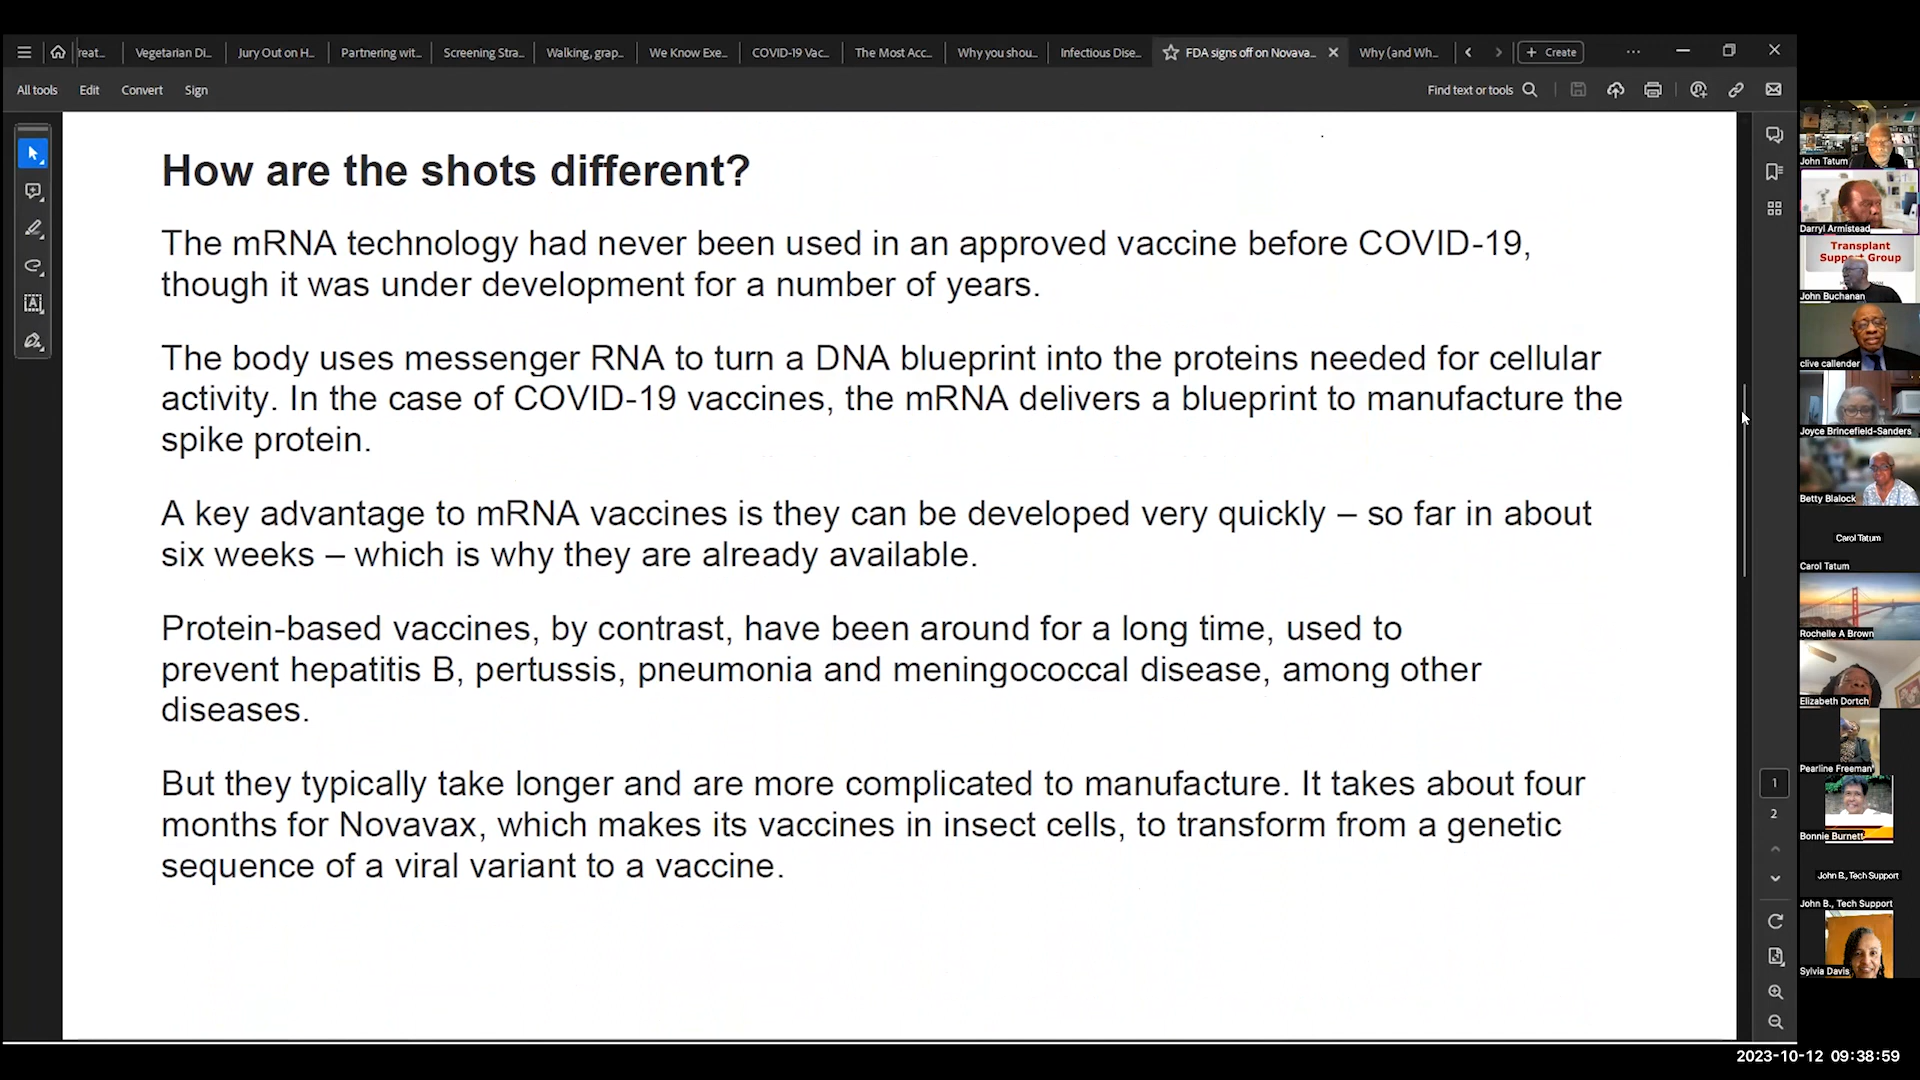 reat...
Vegetarian Di...
Jury Out on H...
Partnering wit...
Screening Stra...
Walking, grap...
We Know Exe...
COVID-19 Vac...
The Most Acc...
Why you shou...
Infectious Dise...
FDA signs off on Novava...
Why (and Wh...
+ Create
All tools
Edit
Convert
Sign
Find text or tools
How are the shots different?
The mRNA technology had never been used in an approved vaccine before COVID-19,
though it was under development for a number of years.
The body uses messenger RNA to turn a DNA blueprint into the proteins needed for cellular
activity. In the case of COVID-19 vaccines, the mRNA delivers a blueprint to manufacture the
spike protein.
A key advantage to mRNA vaccines is they can be developed very quickly – so far in about
six weeks – which is why they are already available.
Protein-based vaccines, by contrast, have been around for a long time, used to
prevent hepatitis B, pertussis, pneumonia and meningococcal disease, among other
diseases.
But they typically take longer and are more complicated to manufacture. It takes about four
months for Novavax, which makes its vaccines in insect cells, to transform from a genetic
sequence of a viral variant to a vaccine.
1
2
John Tatum
Darryl Armistead
Transplant
Support Group
John Buchanan
clive callender
Joyce Brincefield-Sanders
Betty Blalock
Carol Tatum
Carol Tatum
Rochelle A Brown
Elizabeth Dortch
Pearline Freeman
Bonnie Burnett
John B., Tech Support
John B., Tech Support
Sylvia Davis
2023-10-12 09:38:59